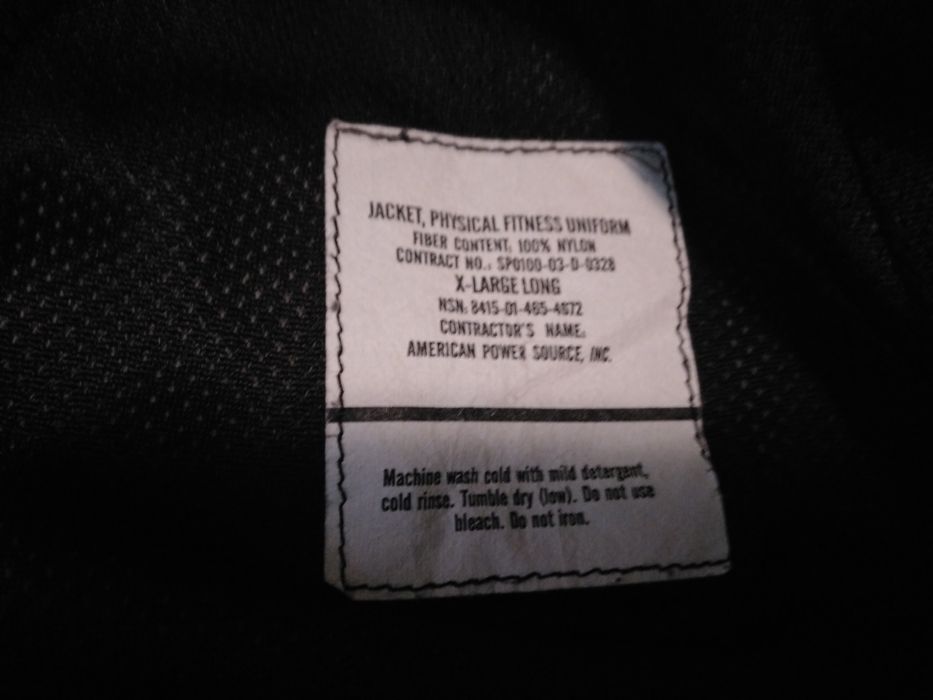 JACKET, PHYSICAL FITNESS UNIFORM
FIBER CONTENT: 100% NYLON
CONTRACT NO.: SP0100-03-D-0328
X-LARGE LONG
NSN: 8415-01-465-4872
CONTRACTOR'S NAME:
AMERICAN POWER SOURCE, INC.
Machine wash cold with mild detergent,
cold rinse. Tumble dry (low). Do not use
bleach. Do not iron.